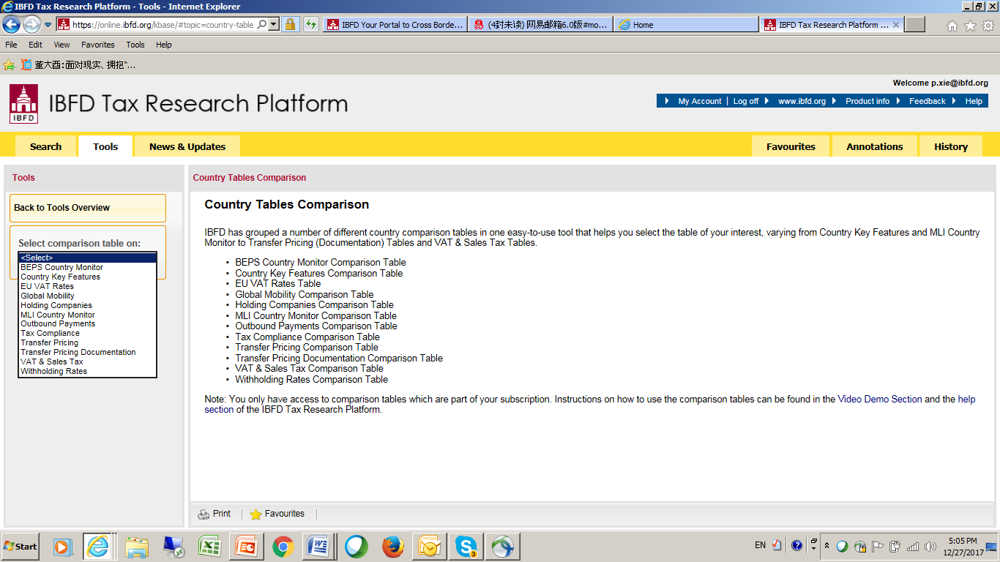 IBFD Tax Research Platform - Tools - Internet Explorer
https://online.ibfd.org/kbase/#topic=country-table
IBFD Your Portal to Cross Borde...
(4封未读) 网易邮箱6.0版#mo...
Home
IBFD Tax Research Platform ...
File Edit View Favorites Tools Help
董大酉:面对现实、拥抱“...
Welcome p.xie@ibfd.org
IBFD
IBFD Tax Research Platform
My Account Log off www.ibfd.org Product info Feedback Help
Search Tools News & Updates Favourites Annotations History
Tools
Back to Tools Overview
Select comparison table on:
<Select>
BEPS Country Monitor
Country Key Features
EU VAT Rates
Global Mobility
Holding Companies
MLI Country Monitor
Outbound Payments
Tax Compliance
Transfer Pricing
Transfer Pricing Documentation
VAT & Sales Tax
Withholding Rates
Country Tables Comparison
Country Tables Comparison
IBFD has grouped a number of different country comparison tables in one easy-to-use tool that helps you select the table of your interest, varying from Country Key Features and MLI Country
Monitor to Transfer Pricing (Documentation) Tables and VAT & Sales Tax Tables.
• BEPS Country Monitor Comparison Table
• Country Key Features Comparison Table
• EU VAT Rates Table
• Global Mobility Comparison Table
• Holding Companies Comparison Table
• MLI Country Monitor Comparison Table
• Outbound Payments Comparison Table
• Tax Compliance Comparison Table
• Transfer Pricing Comparison Table
• Transfer Pricing Documentation Comparison Table
• VAT & Sales Tax Comparison Table
• Withholding Rates Comparison Table
Note: You only have access to comparison tables which are part of your subscription. Instructions on how to use the comparison tables can be found in the Video Demo Section and the help
section of the IBFD Tax Research Platform.
Print Favourites
Start
3
EN
5:05 PM
12/27/2017